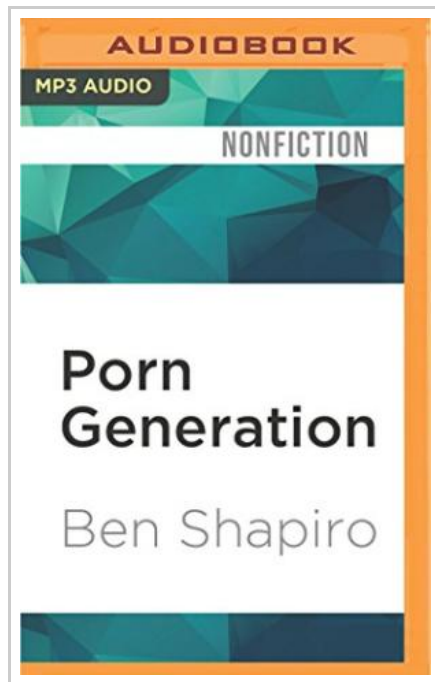 AUDIOBOOK
MP3 AUDIO
NONFICTION
Porn
Generation
Ben Shapiro